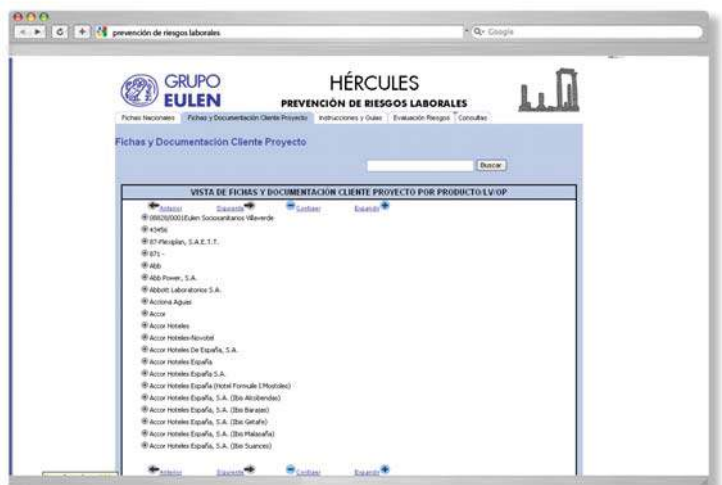 prevención de riesgos laborales
Google
GRUPO
EULEN
HÉRCULES
PREVENCIÓN DE RIESGOS LABORALES
Fichas Nacionales Fichas y Documentación Cliente Proyecto Instrucciones y Guías Evaluación Riesgos Consultas
Fichas y Documentación Cliente Proyecto
Buscar
VISTA DE FICHAS Y DOCUMENTACIÓN CLIENTE PROYECTO POR PRODUCTO/LV/OP
Anterior Siguiente Contraer Expandir
08828/0001Eulen Sociosanitarios Villaverde
43456
87-Flexiplan, S.A.E.T.T.
871 -
Abb
Abb Power, S.A.
Abbott Laboratorios S.A.
Acciona Aguas
Accor
Accor Hoteles
Accor Hoteles-Novotel
Accor Hoteles De España, S.A.
Accor Hoteles España
Accor Hoteles España S.A.
Accor Hoteles España (Hotel Formule I Mostoles)
Accor Hoteles España, S.A. (Ibis Alcobendas)
Accor Hoteles España, S.A. (Ibis Barajas)
Accor Hoteles España, S.A. (Ibis Getafe)
Accor Hoteles España, S.A. (Ibis Malasaña)
Accor Hoteles España, S.A. (Ibis Suances)
Anterior Siguiente Contraer Expandir